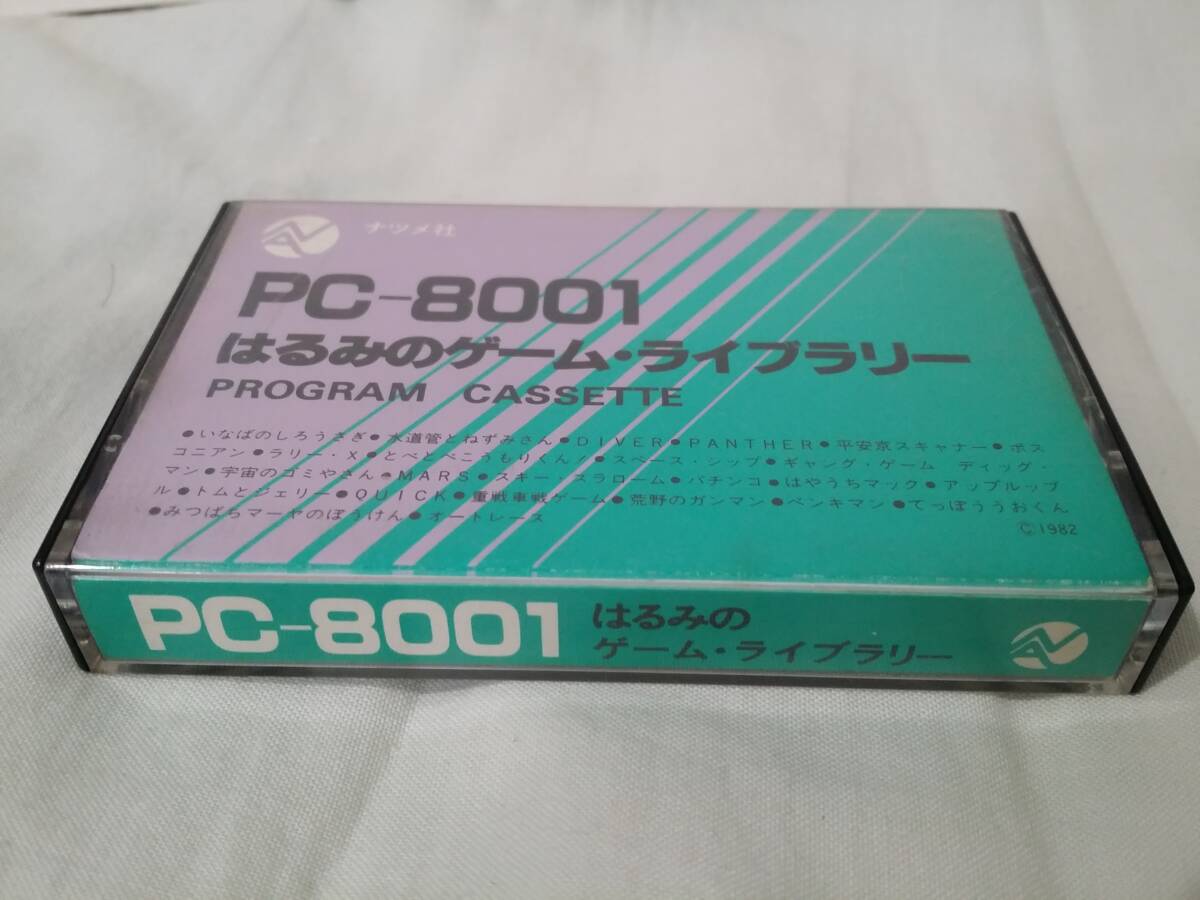 ナツメ社
PC-8001
はるみのゲーム・ライブラリー
PROGRAM CASSETTE
●いなばのしろうさぎ●水道管とねずみさん●DIVER●PANTHER●平安京スキャナー●ボス
コニアン●ラリー・X●とべとべこうもりくん!●スペース・シップ●ギャング・ゲーム ディッグ・
マン●宇宙のゴミやさん●MARS●スキー・スラローム●パチンコ●はやうちマック●アップルップ
ル●トムとジェリー●QUICK●重戦車戦ゲーム●荒野のガンマン●ペンキマン●てっぽううおくん
●みつばちマーヤのぼうけん●オートレース
©1982
PC-8001
はるみの
ゲーム・ライブラリー